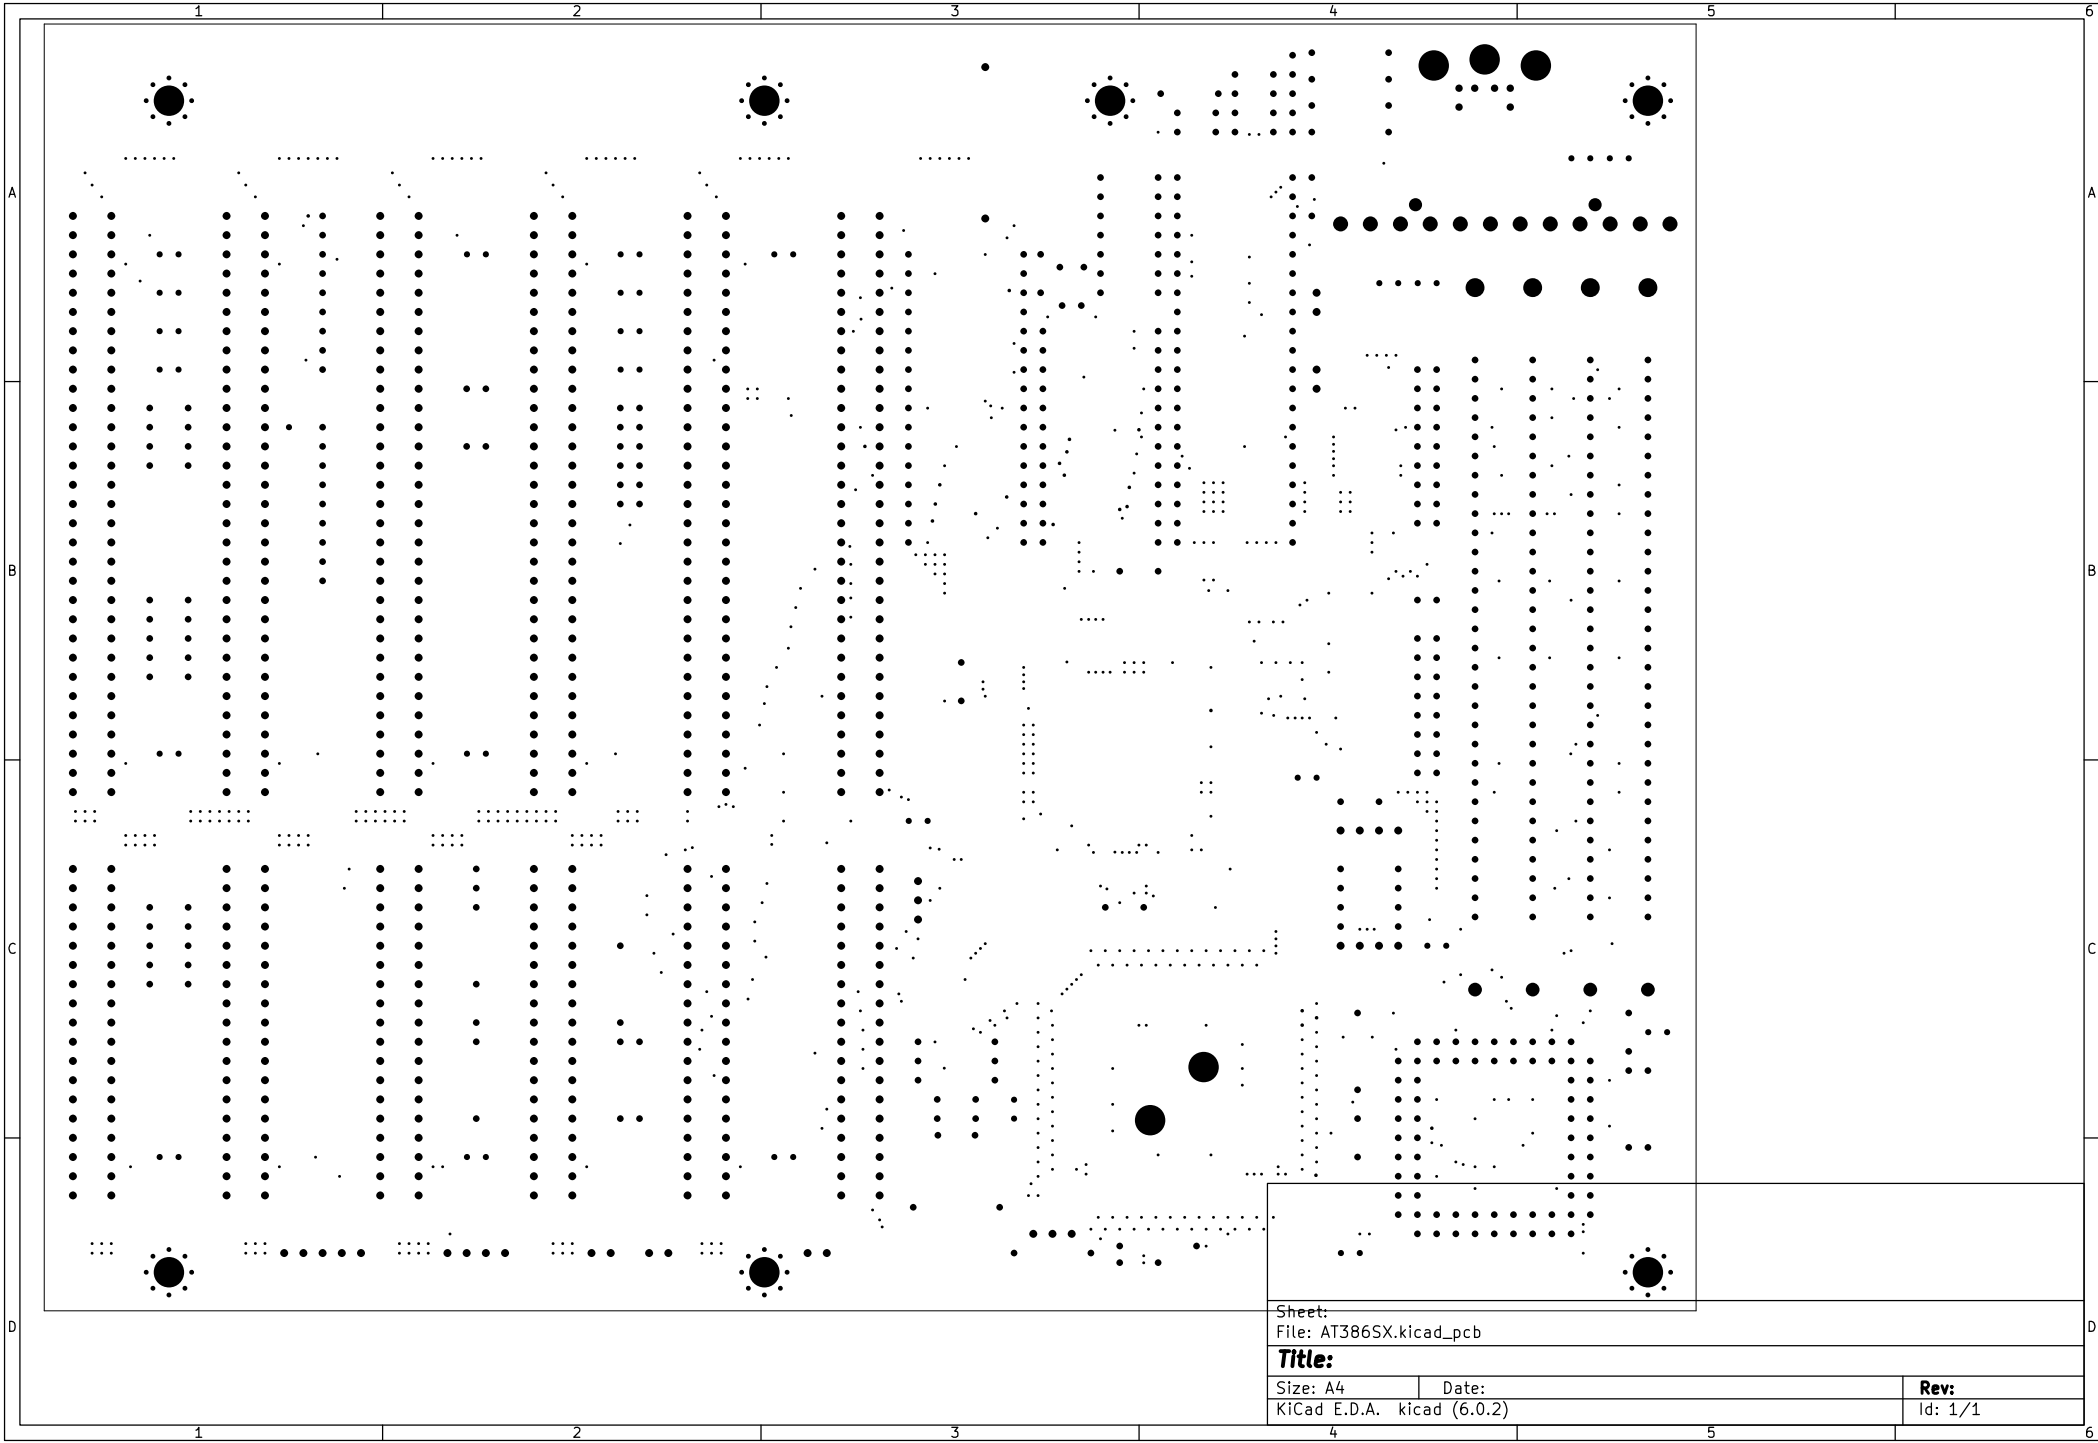 1 2 3 4 5 6
A A
B B
C C
D D
Sheet:
File: AT386SX.kicad_pcb
Title:
Size: A4 Date: Rev:
KiCad E.D.A. kicad (6.0.2) Id: 1/1
1 2 3 4 5 6